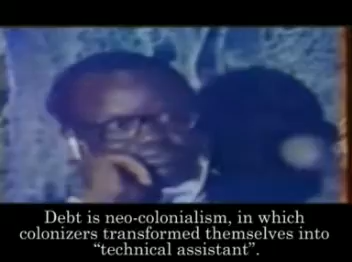 Debt is neo-colonialism, in which
colonizers transformed themselves into
“technical assistant”.